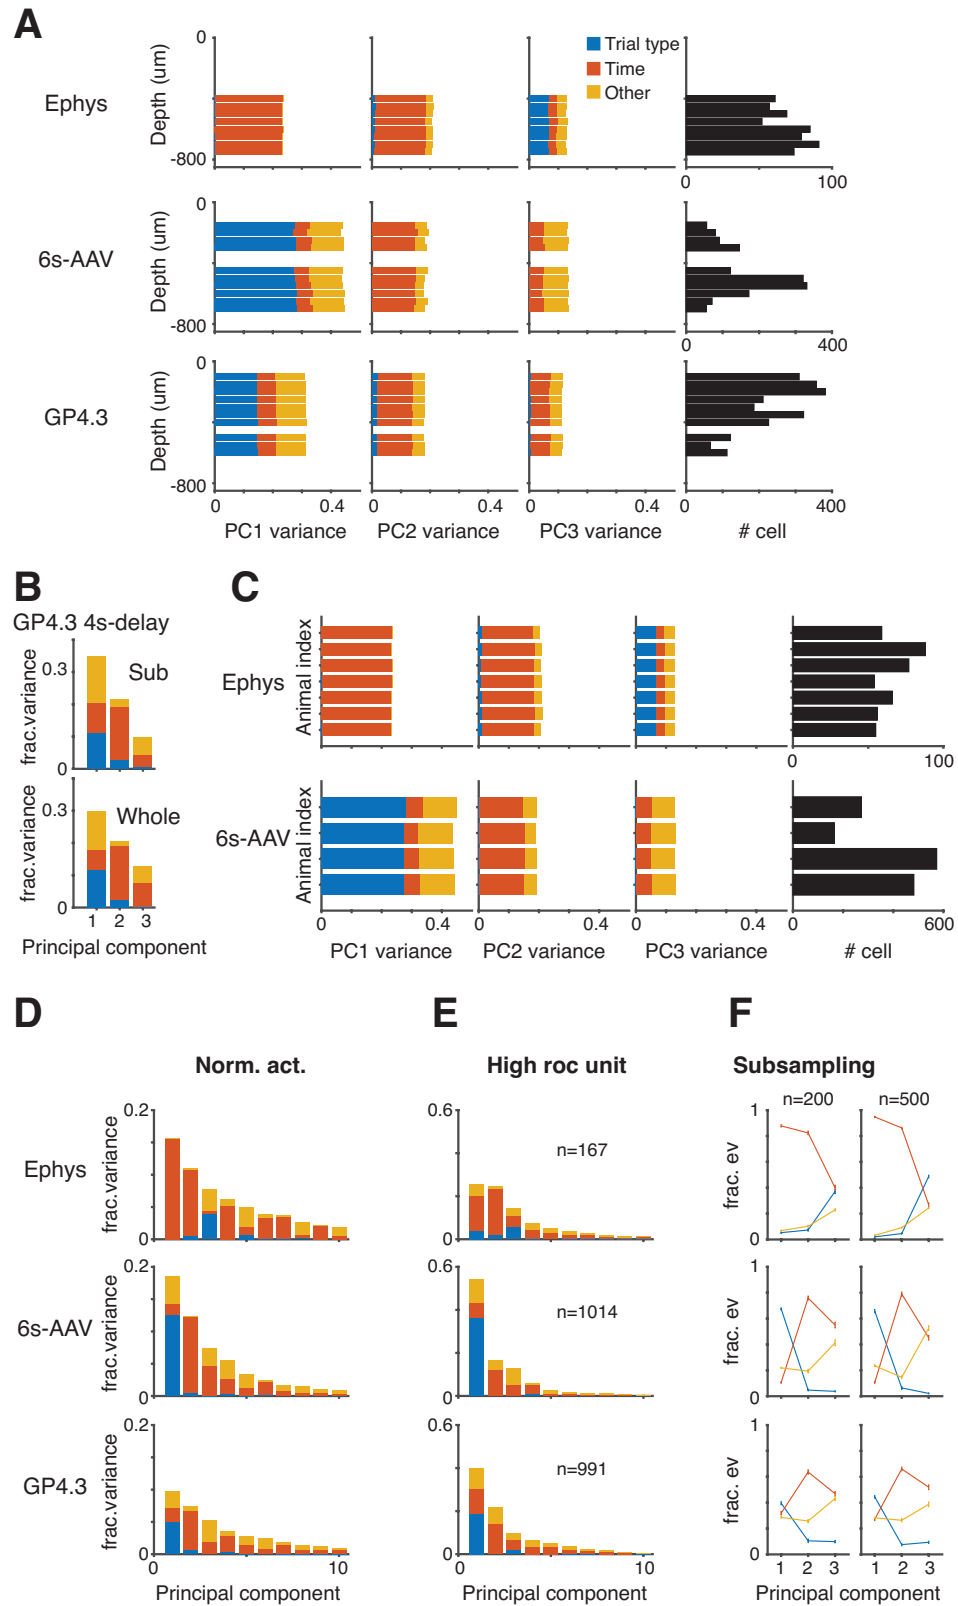 A
Trial type
Time
Other
Ephys
Depth (um)
0
-800
0
100
6s-AAV
Depth (um)
0
-800
0
400
GP4.3
Depth (um)
0
-800
0
0.4
0
0.4
0
0.4
0
400
PC1 variance
PC2 variance
PC3 variance
# cell
B
GP4.3 4s-delay
Sub
frac.variance
0.3
0
Whole
frac.variance
0.3
0
1 2 3
Principal component
C
Ephys
Animal index
0
100
6s-AAV
Animal index
0
0.4
0
0.4
0
0.4
0
600
PC1 variance
PC2 variance
PC3 variance
# cell
D
Norm. act.
Ephys
frac.variance
0.2
0
6s-AAV
frac.variance
0.2
0
GP4.3
frac.variance
0.2
0
0
10
Principal component
E
High roc unit
0.6
n=167
0
0.6
n=1014
0
0.6
n=991
0
0
10
Principal component
F
Subsampling
n=200
n=500
frac. ev
1
0
frac. ev
1
0
frac. ev
1
0
1 2 3
1 2 3
Principal component